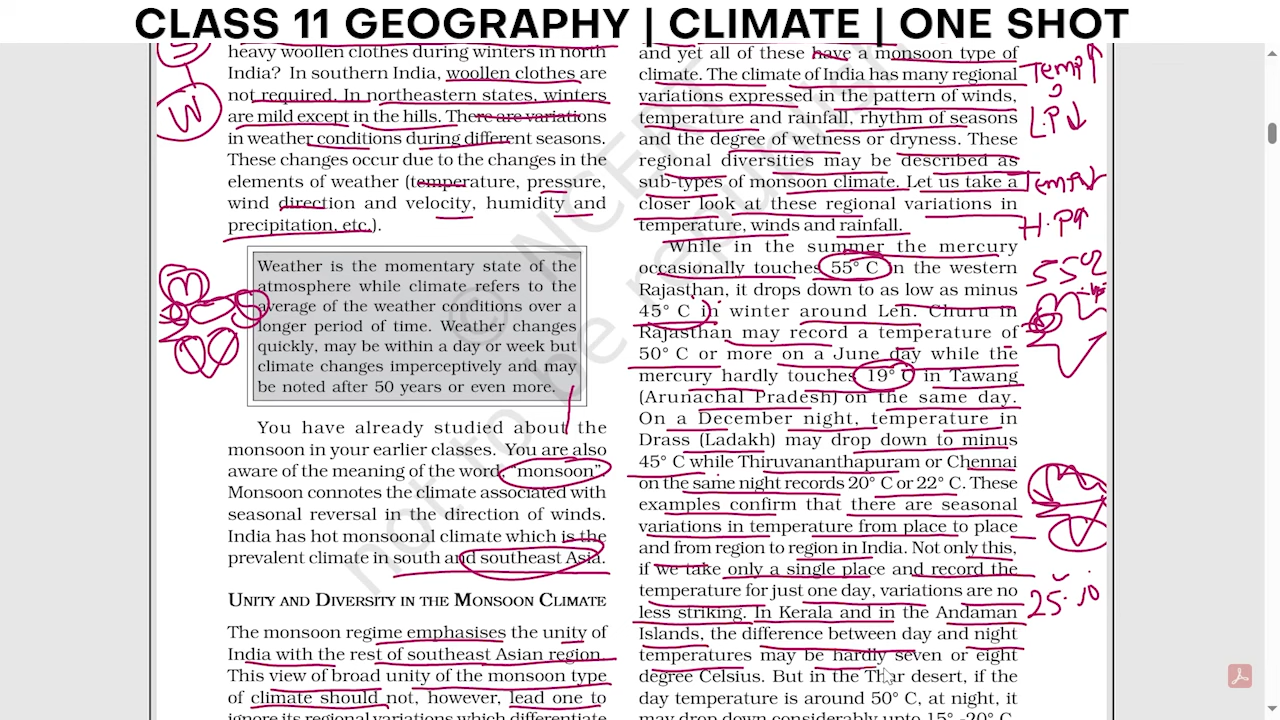 CLASS 11 GEOGRAPHY | CLIMATE | ONE SHOT
heavy woollen clothes during winters in north
India? In southern India, woollen clothes are
not required. In northeastern states, winters
are mild except in the hills. There are variations
in weather conditions during different seasons.
These changes occur due to the changes in the
elements of weather (temperature, pressure,
wind direction and velocity, humidity and
precipitation, etc.).
Weather is the momentary state of the
atmosphere while climate refers to the
average of the weather conditions over a
longer period of time. Weather changes
quickly, may be within a day or week but
climate changes imperceptively and may
be noted after 50 years or even more.
You have already studied about the
monsoon in your earlier classes. You are also
aware of the meaning of the word, “monsoon”.
Monsoon connotes the climate associated with
seasonal reversal in the direction of winds.
India has hot monsoonal climate which is the
prevalent climate in south and southeast Asia.
UNITY AND DIVERSITY IN THE MONSOON CLIMATE
The monsoon regime emphasises the unity of
India with the rest of southeast Asian region.
This view of broad unity of the monsoon type
of climate should not, however, lead one to
ignore its regional variations which differentiate
and yet all of these have a monsoon type of
climate. The climate of India has many regional
variations expressed in the pattern of winds,
temperature and rainfall, rhythm of seasons
and the degree of wetness or dryness. These
regional diversities may be described as
sub-types of monsoon climate. Let us take a
closer look at these regional variations in
temperature, winds and rainfall.
While in the summer the mercury
occasionally touches 55° C in the western
Rajasthan, it drops down to as low as minus
45° C in winter around Leh. Churu in
Rajasthan may record a temperature of
50° C or more on a June day while the
mercury hardly touches 19° C in Tawang
(Arunachal Pradesh) on the same day.
On a December night, temperature in
Drass (Ladakh) may drop down to minus
45° C while Thiruvananthapuram or Chennai
on the same night records 20° C or 22° C. These
examples confirm that there are seasonal
variations in temperature from place to place
and from region to region in India. Not only this,
if we take only a single place and record the
temperature for just one day, variations are no
less striking. In Kerala and in the Andaman
Islands, the difference between day and night
temperatures may be hardly seven or eight
degree Celsius. But in the Thar desert, if the
day temperature is around 50° C, at night, it
may drop down considerably upto 15° -20° C.
W
Temp↑
L.P↓
Temp↓
H.P↑